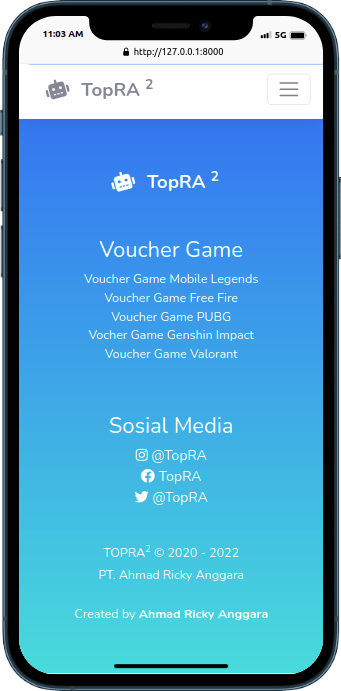 11:03 AM
5G
http://127.0.0.1:8000
TopRA 2
TopRA 2
Voucher Game
Voucher Game Mobile Legends
Voucher Game Free Fire
Voucher Game PUBG
Vocher Game Genshin Impact
Voucher Game Valorant
Sosial Media
@TopRA
TopRA
@TopRA
TOPRA2 © 2020 - 2022
PT. Ahmad Ricky Anggara
Created by Ahmad Ricky Anggara